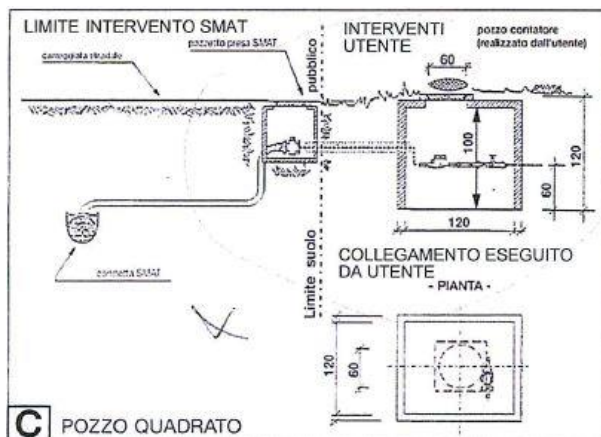 LIMITE INTERVENTO SMAT
carreggiata stradale
pozzetto presa SMAT
pubblico
Limite suolo
INTERVENTI
UTENTE
pozzo contatore
(realizzato dall'utente)
60
100
120
60
120
COLLEGAMENTO ESEGUITO
DA UTENTE
- PIANTA -
120
60
SMAT
C POZZO QUADRATO